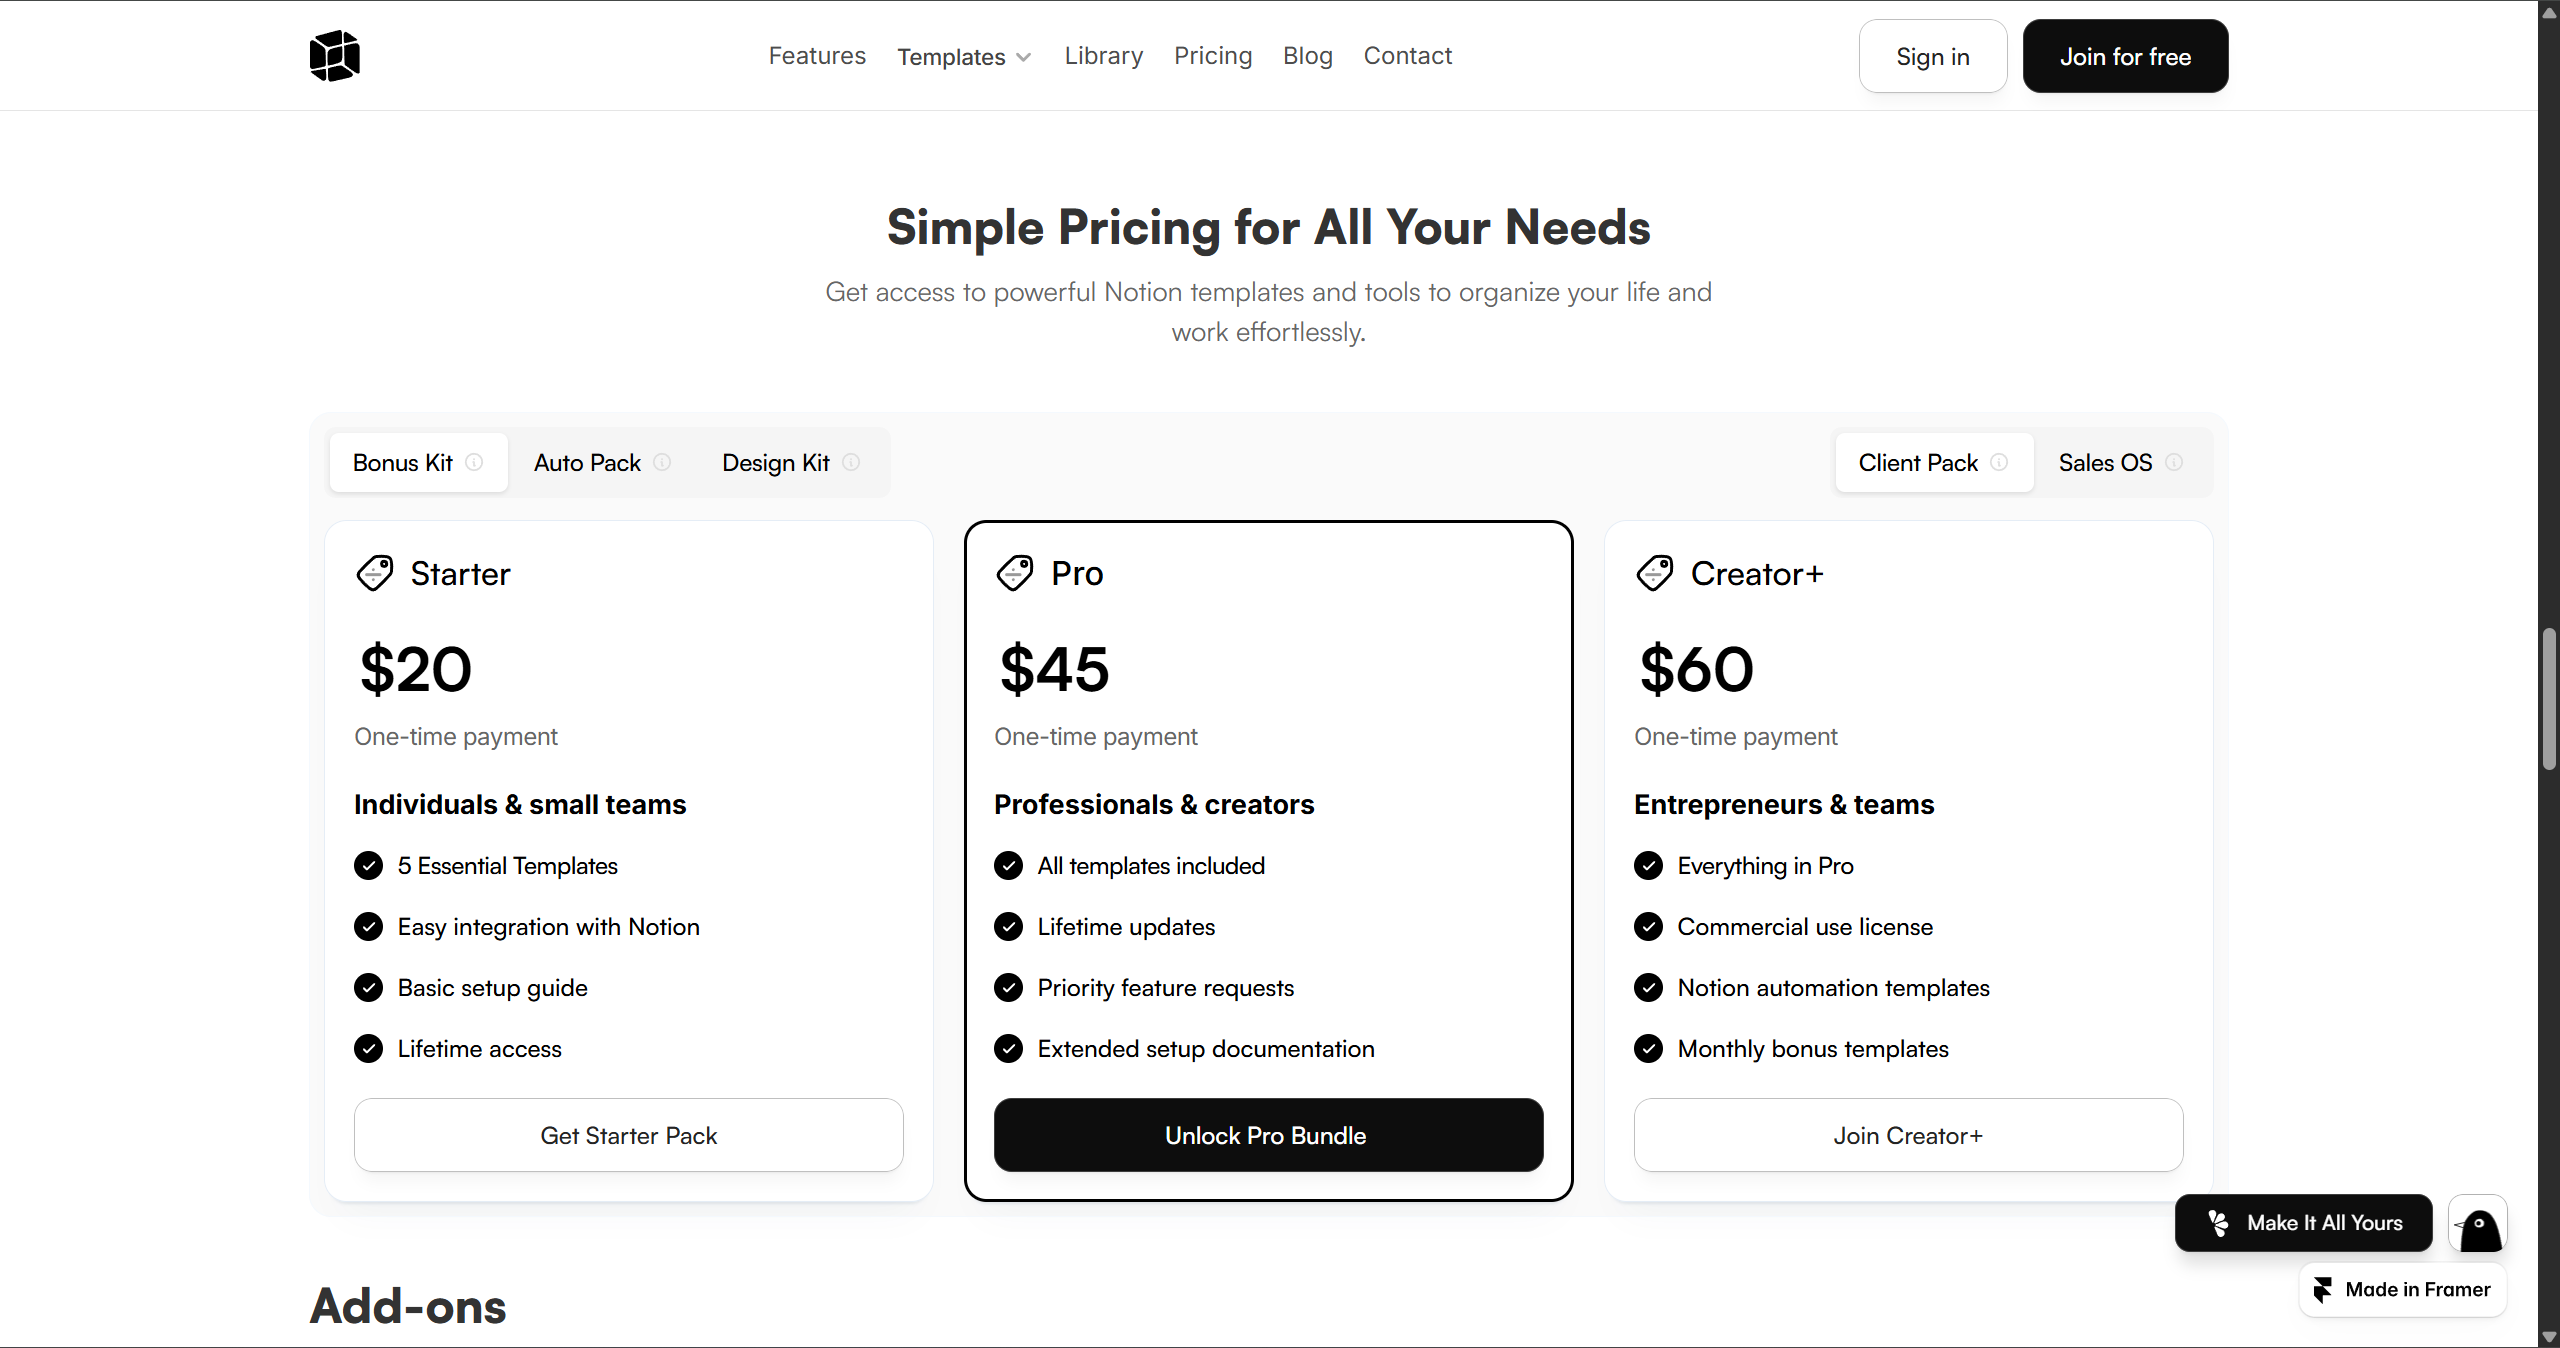 Features Templates Library Pricing Blog Contact
Sign in
Join for free
Simple Pricing for All Your Needs
Get access to powerful Notion templates and tools to organize your life and
work effortlessly.
Bonus Kit
Auto Pack
Design Kit
Client Pack
Sales OS
Starter
$20
One-time payment
Individuals & small teams
5 Essential Templates
Easy integration with Notion
Basic setup guide
Lifetime access
Get Starter Pack
Pro
$45
One-time payment
Professionals & creators
All templates included
Lifetime updates
Priority feature requests
Extended setup documentation
Unlock Pro Bundle
Creator+
$60
One-time payment
Entrepreneurs & teams
Everything in Pro
Commercial use license
Notion automation templates
Monthly bonus templates
Join Creator+
Make It All Yours
Made in Framer
Add-ons